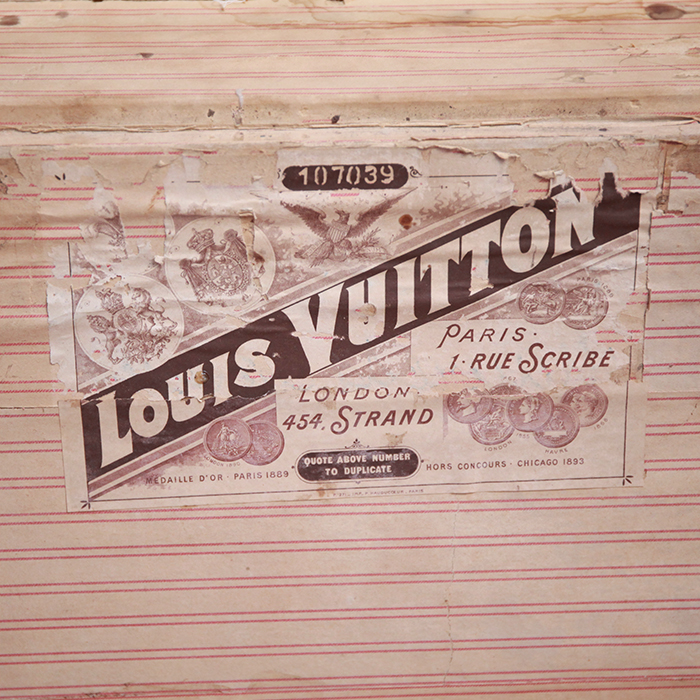 107039
LOUIS VUITTON
PARIS·
1·RUE SCRIBE
LONDON·
454. STRAND
QUOTE ABOVE NUMBER
TO DUPLICATE
MÉDAILLE D'OR · PARIS 1889
HORS CONCOURS · CHICAGO 1893